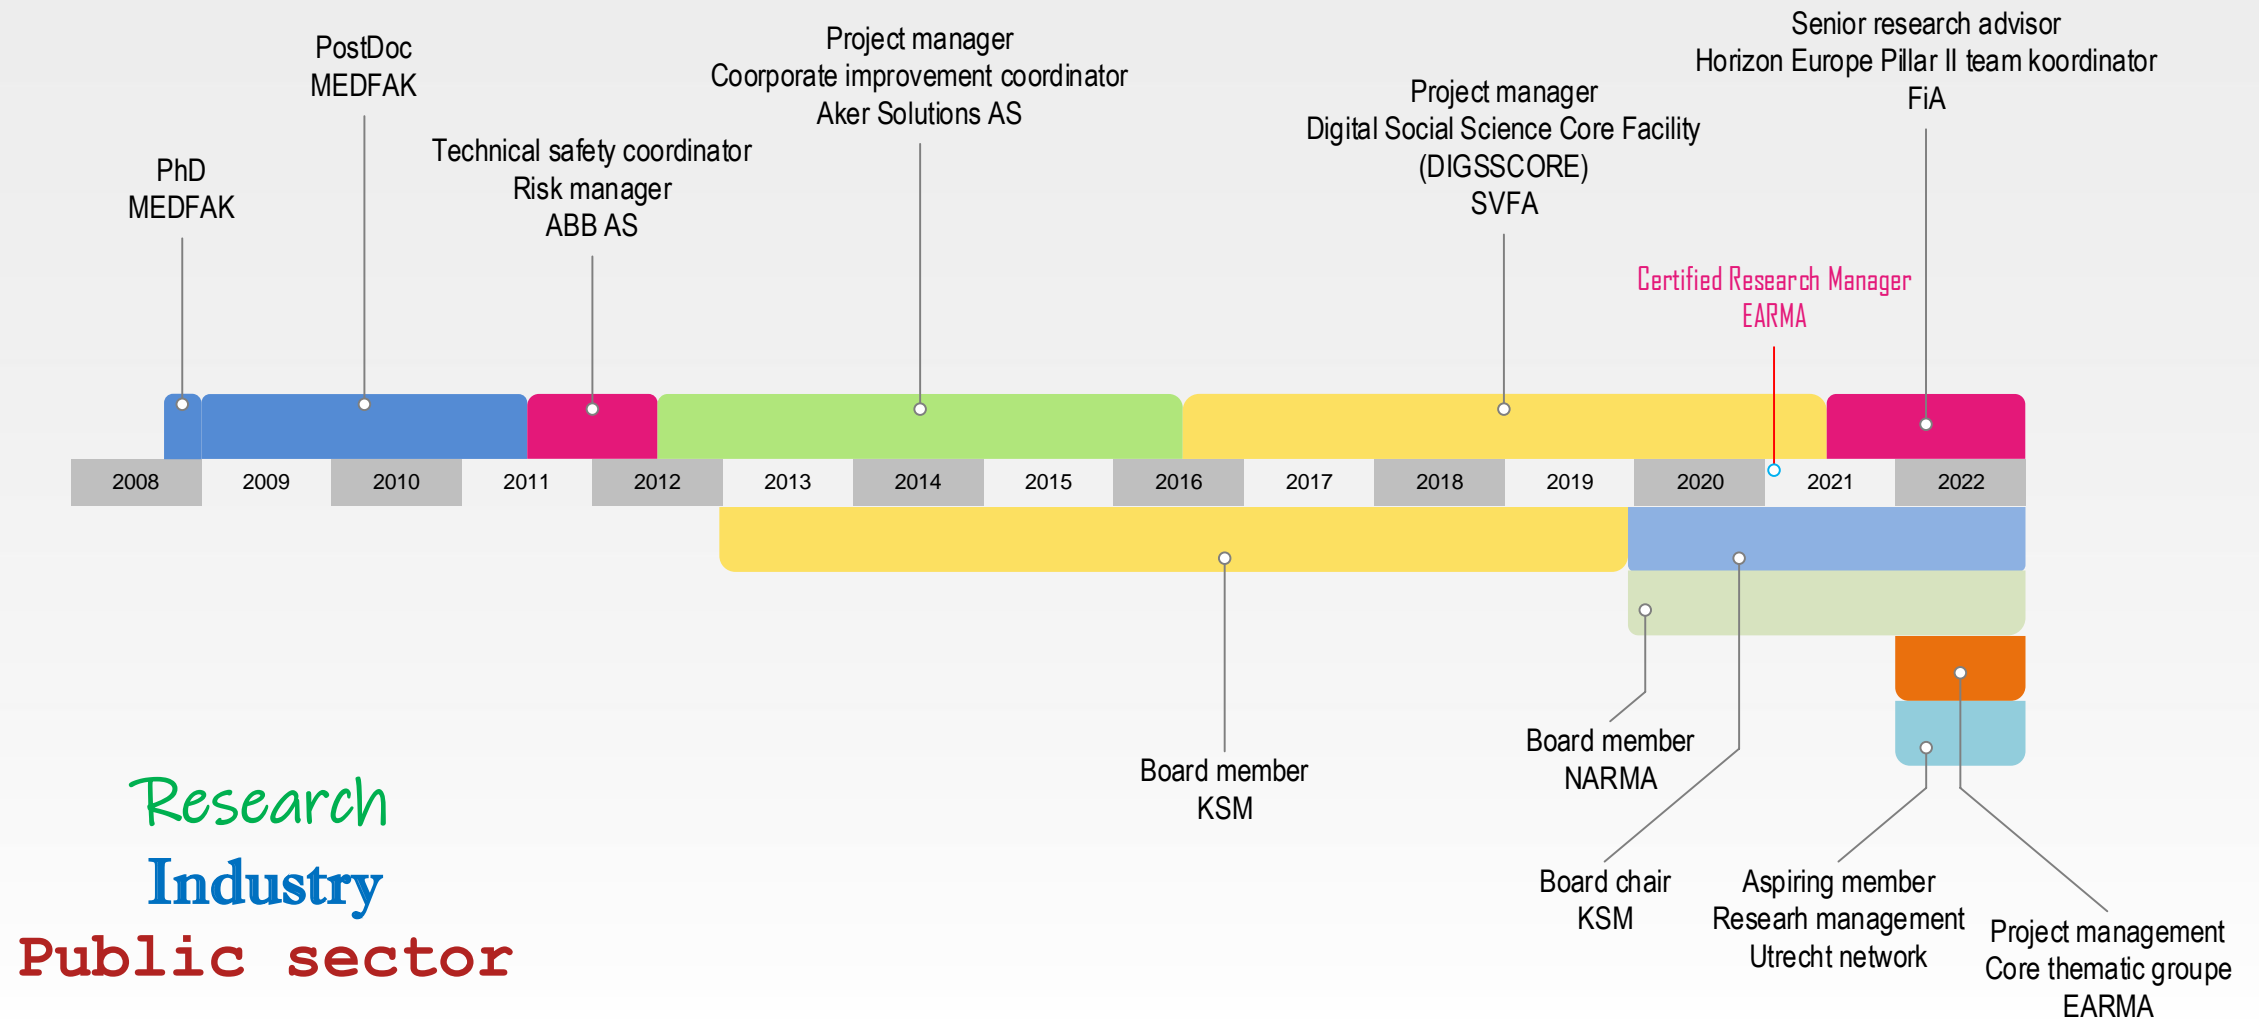 PhD
MEDFAK
PostDoc
MEDFAK
Technical safety coordinator
Risk manager
ABB AS
Project manager
Coorporate improvement coordinator
Aker Solutions AS
Project manager
Digital Social Science Core Facility
(DIGSSCORE)
SVFA
Certified Research Manager
EARMA
Senior research advisor
Horizon Europe Pillar II team koordinator
FiA
2008 2009 2010 2011 2012 2013 2014 2015 2016 2017 2018 2019 2020 2021 2022
Board member
KSM
Board member
NARMA
Board chair
KSM
Aspiring member
Researh management
Utrecht network
Project management
Core thematic groupe
EARMA
Research
Industry
Public sector